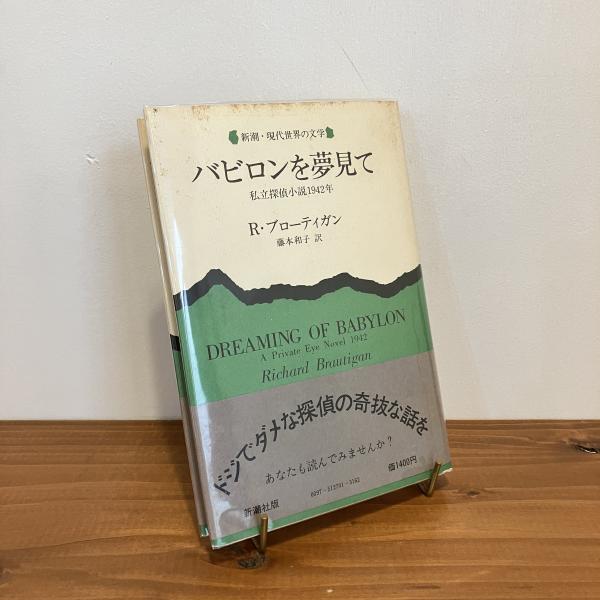 新潮・現代世界の文学
バビロンを夢見て
私立探偵小説1942年
R・ブローティガン
藤本和子 訳
DREAMING OF BABYLON
A Private Eye Novel 1942
Richard Brautigan
ドジでダメな探偵の奇抜な話を
あなたも読んでみませんか?
価1400円
0097-512701-3162
新潮社版